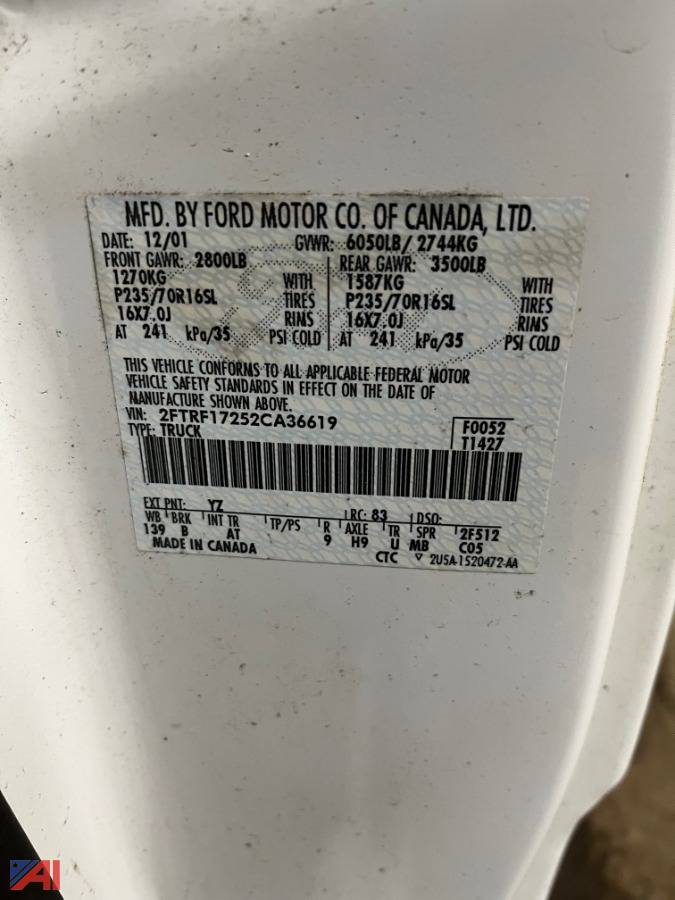 MFD. BY FORD MOTOR CO. OF CANADA, LTD.
DATE: 12/01 GVWR: 6050LB/ 2744KG
FRONT GAWR: 2800LB REAR GAWR: 3500LB
1270KG WITH 1587KG WITH
P235/70R16SL TIRES P235/70R16SL TIRES
16X7.0J RIMS 16X7.0J RIMS
AT 241 kPa/35 PSI COLD AT 241 kPa/35 PSI COLD
THIS VEHICLE CONFORMS TO ALL APPLICABLE FEDERAL MOTOR
VEHICLE SAFETY STANDARDS IN EFFECT ON THE DATE OF
MANUFACTURE SHOWN ABOVE.
VIN: 2FTRF17252CA36619 F0052
TYPE: TRUCK T1427
EXT PNT: YZ RC: 83 DSO:
WB BRK INT TR TP/PS R AXLE TR SPR 2F512
139 B AT 9 H9 U MB C05
MADE IN CANADA CTC ▽ 2U5A-1520472-AA
AI